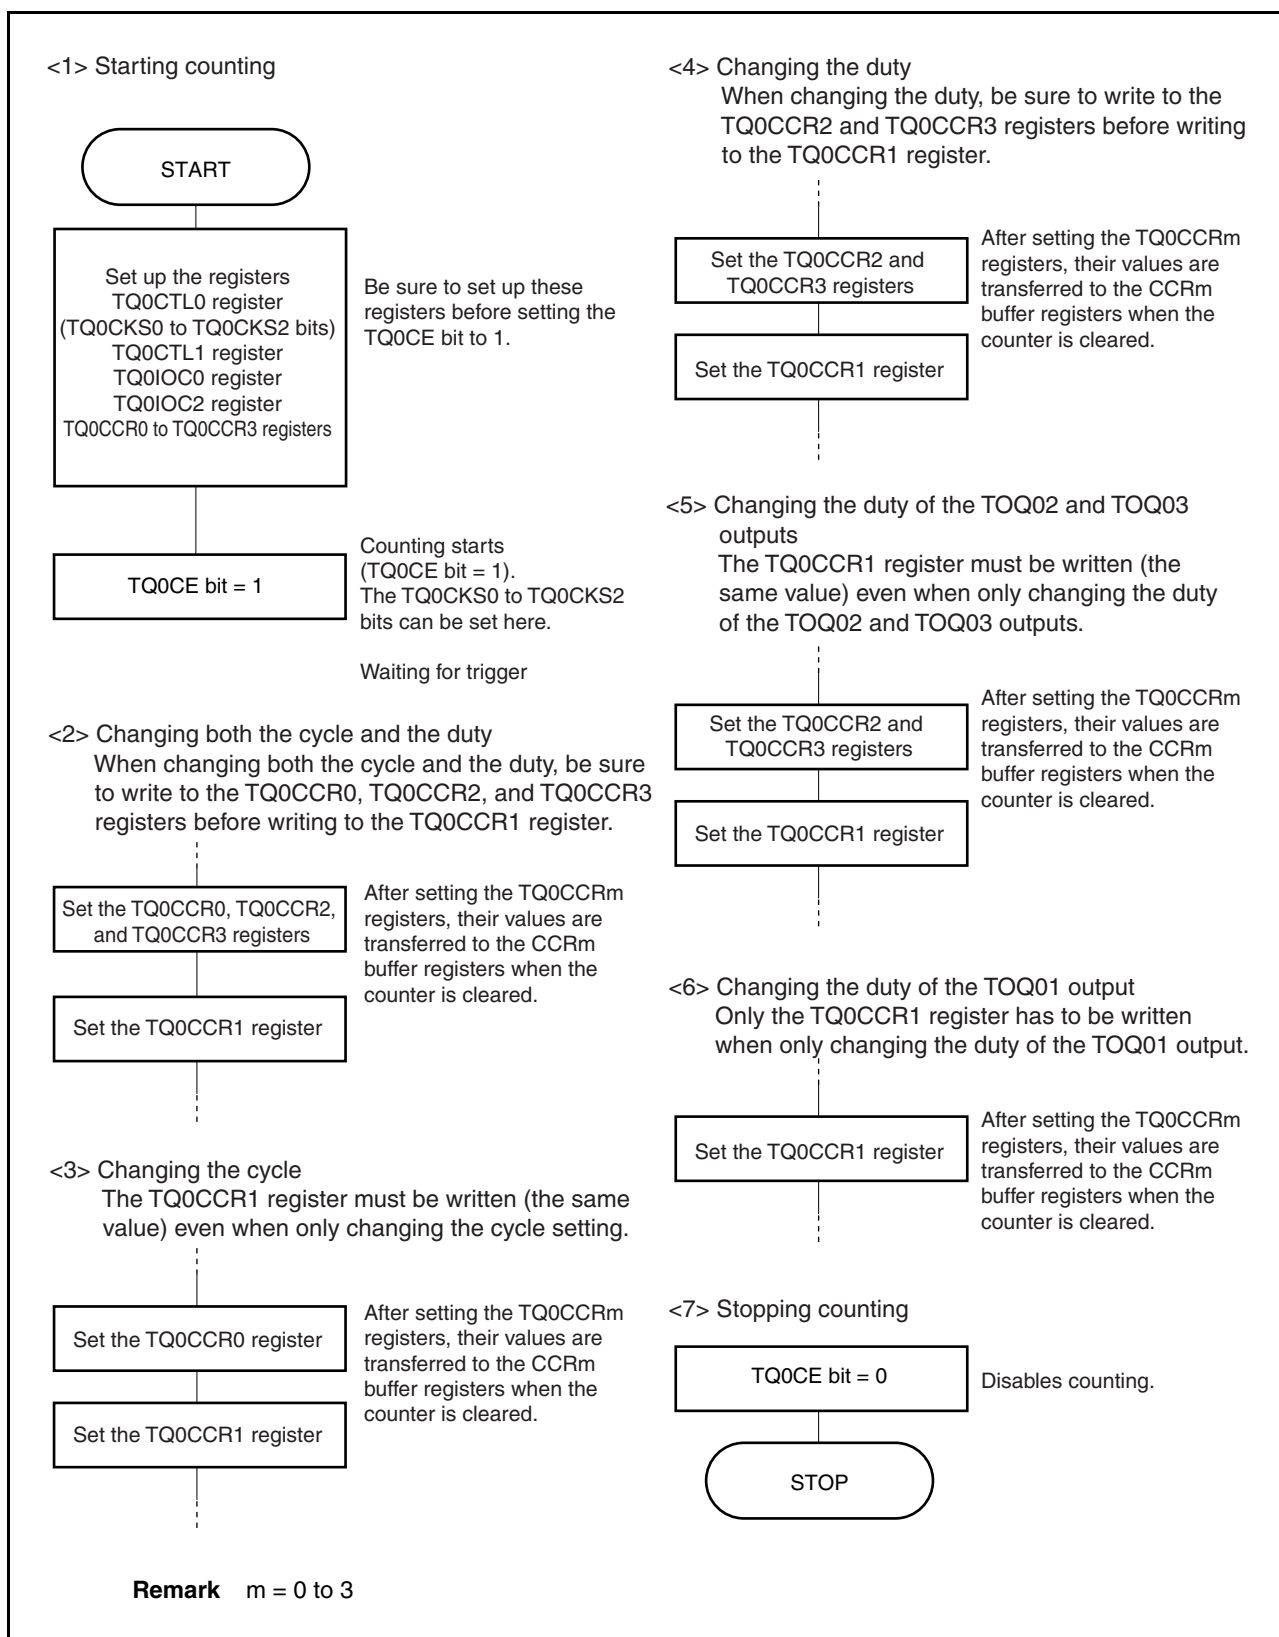 <1> Starting counting
START
Set up the registers
TQ0CTL0 register
(TQ0CKS0 to TQ0CKS2 bits)
TQ0CTL1 register
TQ0IOC0 register
TQ0IOC2 register
TQ0CCR0 to TQ0CCR3 registers
Be sure to set up these
registers before setting the
TQ0CE bit to 1.
TQ0CE bit = 1
Counting starts
(TQ0CE bit = 1).
The TQ0CKS0 to TQ0CKS2
bits can be set here.
Waiting for trigger
<2> Changing both the cycle and the duty
When changing both the cycle and the duty, be sure
to write to the TQ0CCR0, TQ0CCR2, and TQ0CCR3
registers before writing to the TQ0CCR1 register.
Set the TQ0CCR0, TQ0CCR2,
and TQ0CCR3 registers
After setting the TQ0CCRm
registers, their values are
transferred to the CCRm
buffer registers when the
counter is cleared.
Set the TQ0CCR1 register
<3> Changing the cycle
The TQ0CCR1 register must be written (the same
value) even when only changing the cycle setting.
Set the TQ0CCR0 register
After setting the TQ0CCRm
registers, their values are
transferred to the CCRm
buffer registers when the
counter is cleared.
Set the TQ0CCR1 register
<4> Changing the duty
When changing the duty, be sure to write to the
TQ0CCR2 and TQ0CCR3 registers before writing
to the TQ0CCR1 register.
Set the TQ0CCR2 and
TQ0CCR3 registers
After setting the TQ0CCRm
registers, their values are
transferred to the CCRm
buffer registers when the
counter is cleared.
Set the TQ0CCR1 register
<5> Changing the duty of the TOQ02 and TOQ03
outputs
The TQ0CCR1 register must be written (the
same value) even when only changing the duty
of the TOQ02 and TOQ03 outputs.
Set the TQ0CCR2 and
TQ0CCR3 registers
After setting the TQ0CCRm
registers, their values are
transferred to the CCRm
buffer registers when the
counter is cleared.
Set the TQ0CCR1 register
<6> Changing the duty of the TOQ01 output
Only the TQ0CCR1 register has to be written
when only changing the duty of the TOQ01 output.
Set the TQ0CCR1 register
After setting the TQ0CCRm
registers, their values are
transferred to the CCRm
buffer registers when the
counter is cleared.
<7> Stopping counting
TQ0CE bit = 0
Disables counting.
STOP
Remark m = 0 to 3